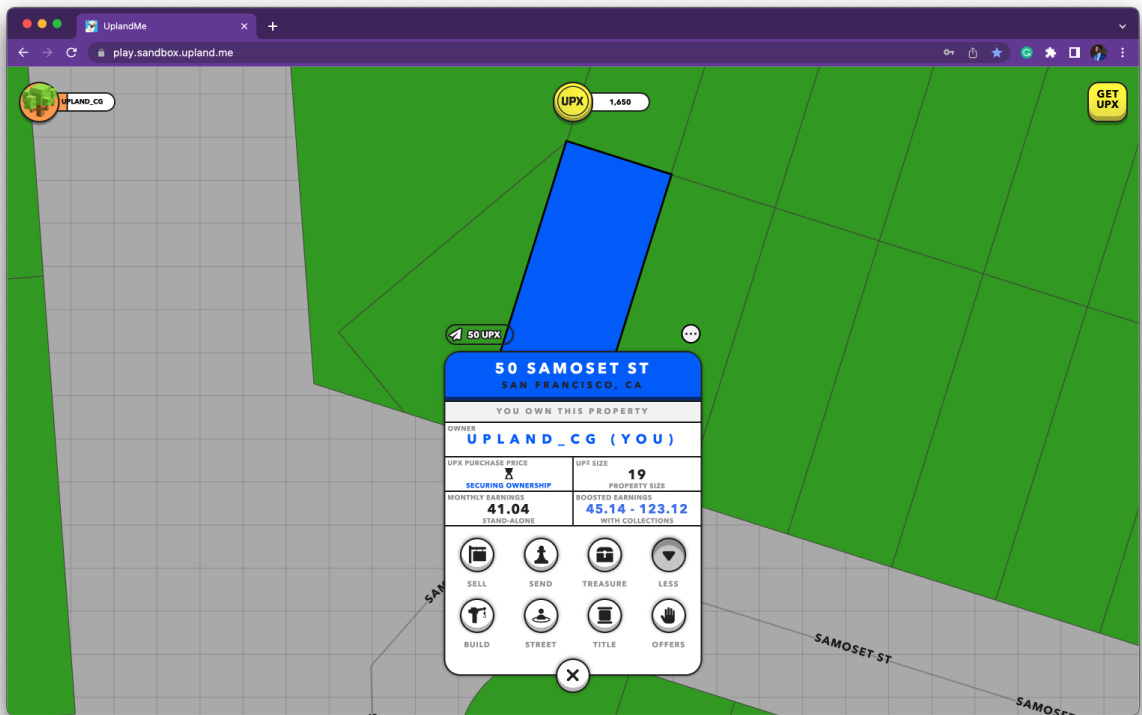 UplandMe
play.sandbox.upland.me
UPLAND_CG
UPX
1,650
GET
UPX
50 UPX
50 SAMOSET ST
SAN FRANCISCO, CA
YOU OWN THIS PROPERTY
OWNER
UPLAND_CG (YOU)
UPX PURCHASE PRICE
SECURING OWNERSHIP
UP² SIZE
19
PROPERTY SIZE
MONTHLY EARNINGS
41.04
STAND-ALONE
BOOSTED EARNINGS
45.14 - 123.12
WITH COLLECTIONS
SELL SEND TREASURE LESS
BUILD STREET TITLE OFFERS
SAM
SAMOSET ST
SAMOSE